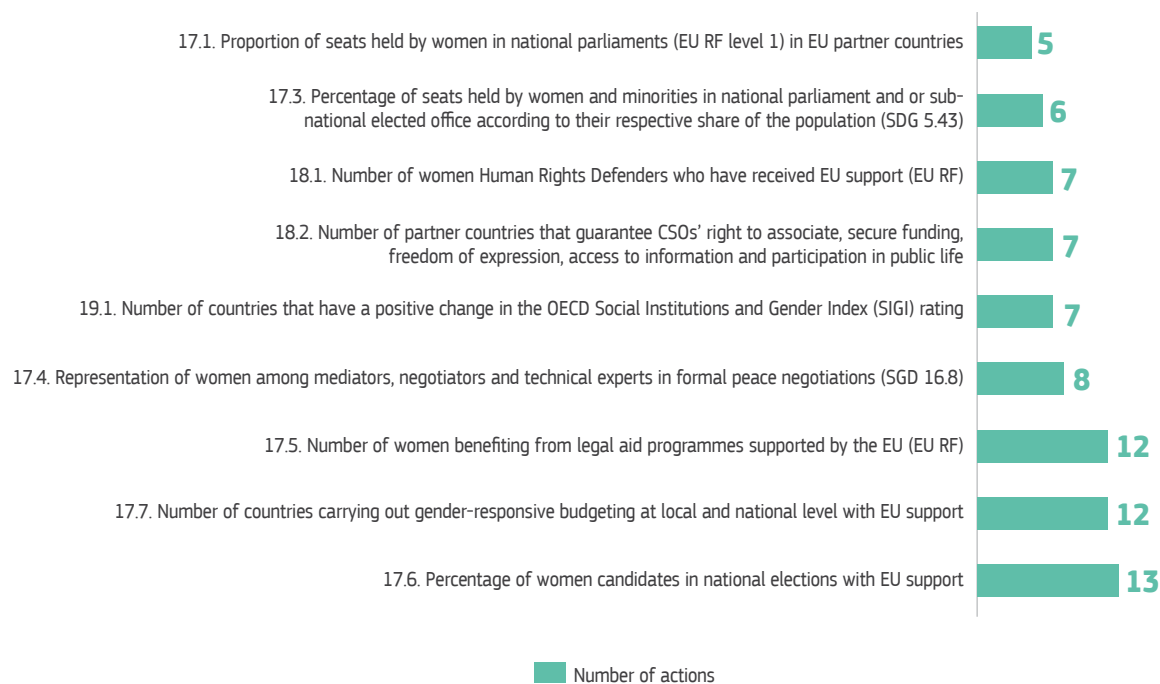 17.1. Proportion of seats held by women in national parliaments (EU RF level 1) in EU partner countries
5
17.3. Percentage of seats held by women and minorities in national parliament and or sub-
national elected office according to their respective share of the population (SDG 5.43)
6
18.1. Number of women Human Rights Defenders who have received EU support (EU RF)
7
18.2. Number of partner countries that guarantee CSOs' right to associate, secure funding,
freedom of expression, access to information and participation in public life
7
19.1. Number of countries that have a positive change in the OECD Social Institutions and Gender Index (SIGI) rating
7
17.4. Representation of women among mediators, negotiators and technical experts in formal peace negotiations (SGD 16.8)
8
17.5. Number of women benefiting from legal aid programmes supported by the EU (EU RF)
12
17.7. Number of countries carrying out gender-responsive budgeting at local and national level with EU support
12
17.6. Percentage of women candidates in national elections with EU support
13
Number of actions